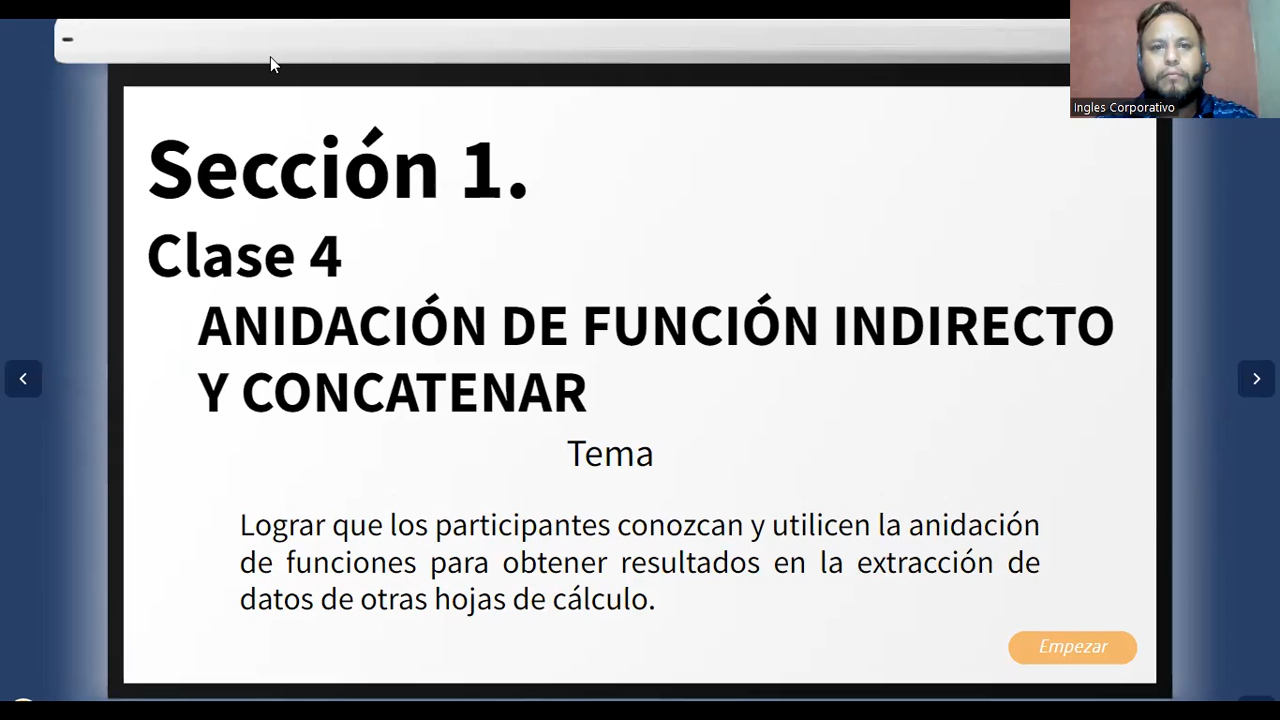 Ingles Corporativo
Sección 1.
Clase 4
ANIDACIÓN DE FUNCIÓN INDIRECTO
Y CONCATENAR
Tema
Lograr que los participantes conozcan y utilicen la anidación
de funciones para obtener resultados en la extracción de
datos de otras hojas de cálculo.
Empezar